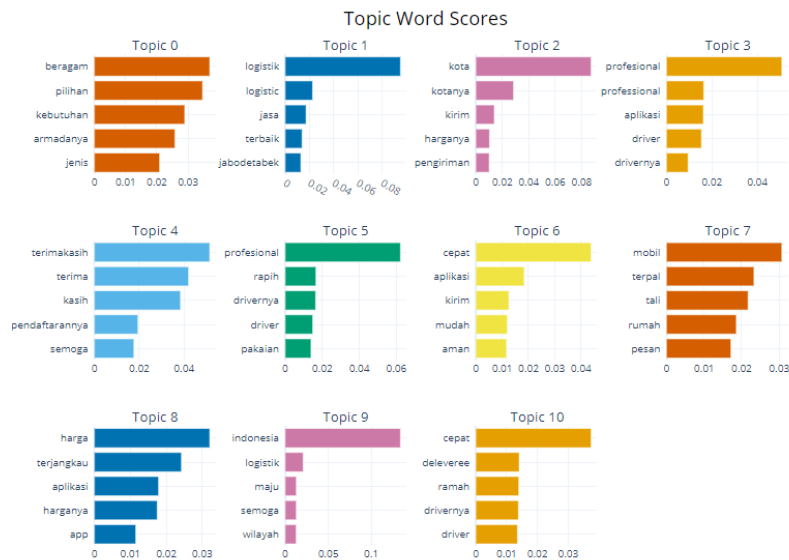 Topic Word Scores
Topic 0
beragam
pilihan
kebutuhan
armadanya
jenis
0 0.01 0.02 0.03
Topic 1
logistik
logistic
jasa
terbaik
jabodetabek
0 0.02 0.04 0.06 0.08
Topic 2
kota
kotanya
kirim
harganya
pengiriman
0 0.02 0.04 0.06 0.08
Topic 3
profesional
professional
aplikasi
driver
drivernya
0 0.02 0.04
Topic 4
terimakasih
terima
kasih
pendaftarannya
semoga
0 0.02 0.04
Topic 5
profesional
rapih
drivernya
driver
pakaian
0 0.02 0.04 0.06
Topic 6
cepat
aplikasi
kirim
mudah
aman
0 0.01 0.02 0.03 0.04
Topic 7
mobil
terpal
tali
rumah
pesan
0 0.01 0.02 0.03
Topic 8
harga
terjangkau
aplikasi
harganya
app
0 0.01 0.02 0.03
Topic 9
indonesia
logistik
maju
semoga
wilayah
0 0.05 0.1
Topic 10
cepat
deleveree
ramah
drivernya
driver
0 0.01 0.02 0.03